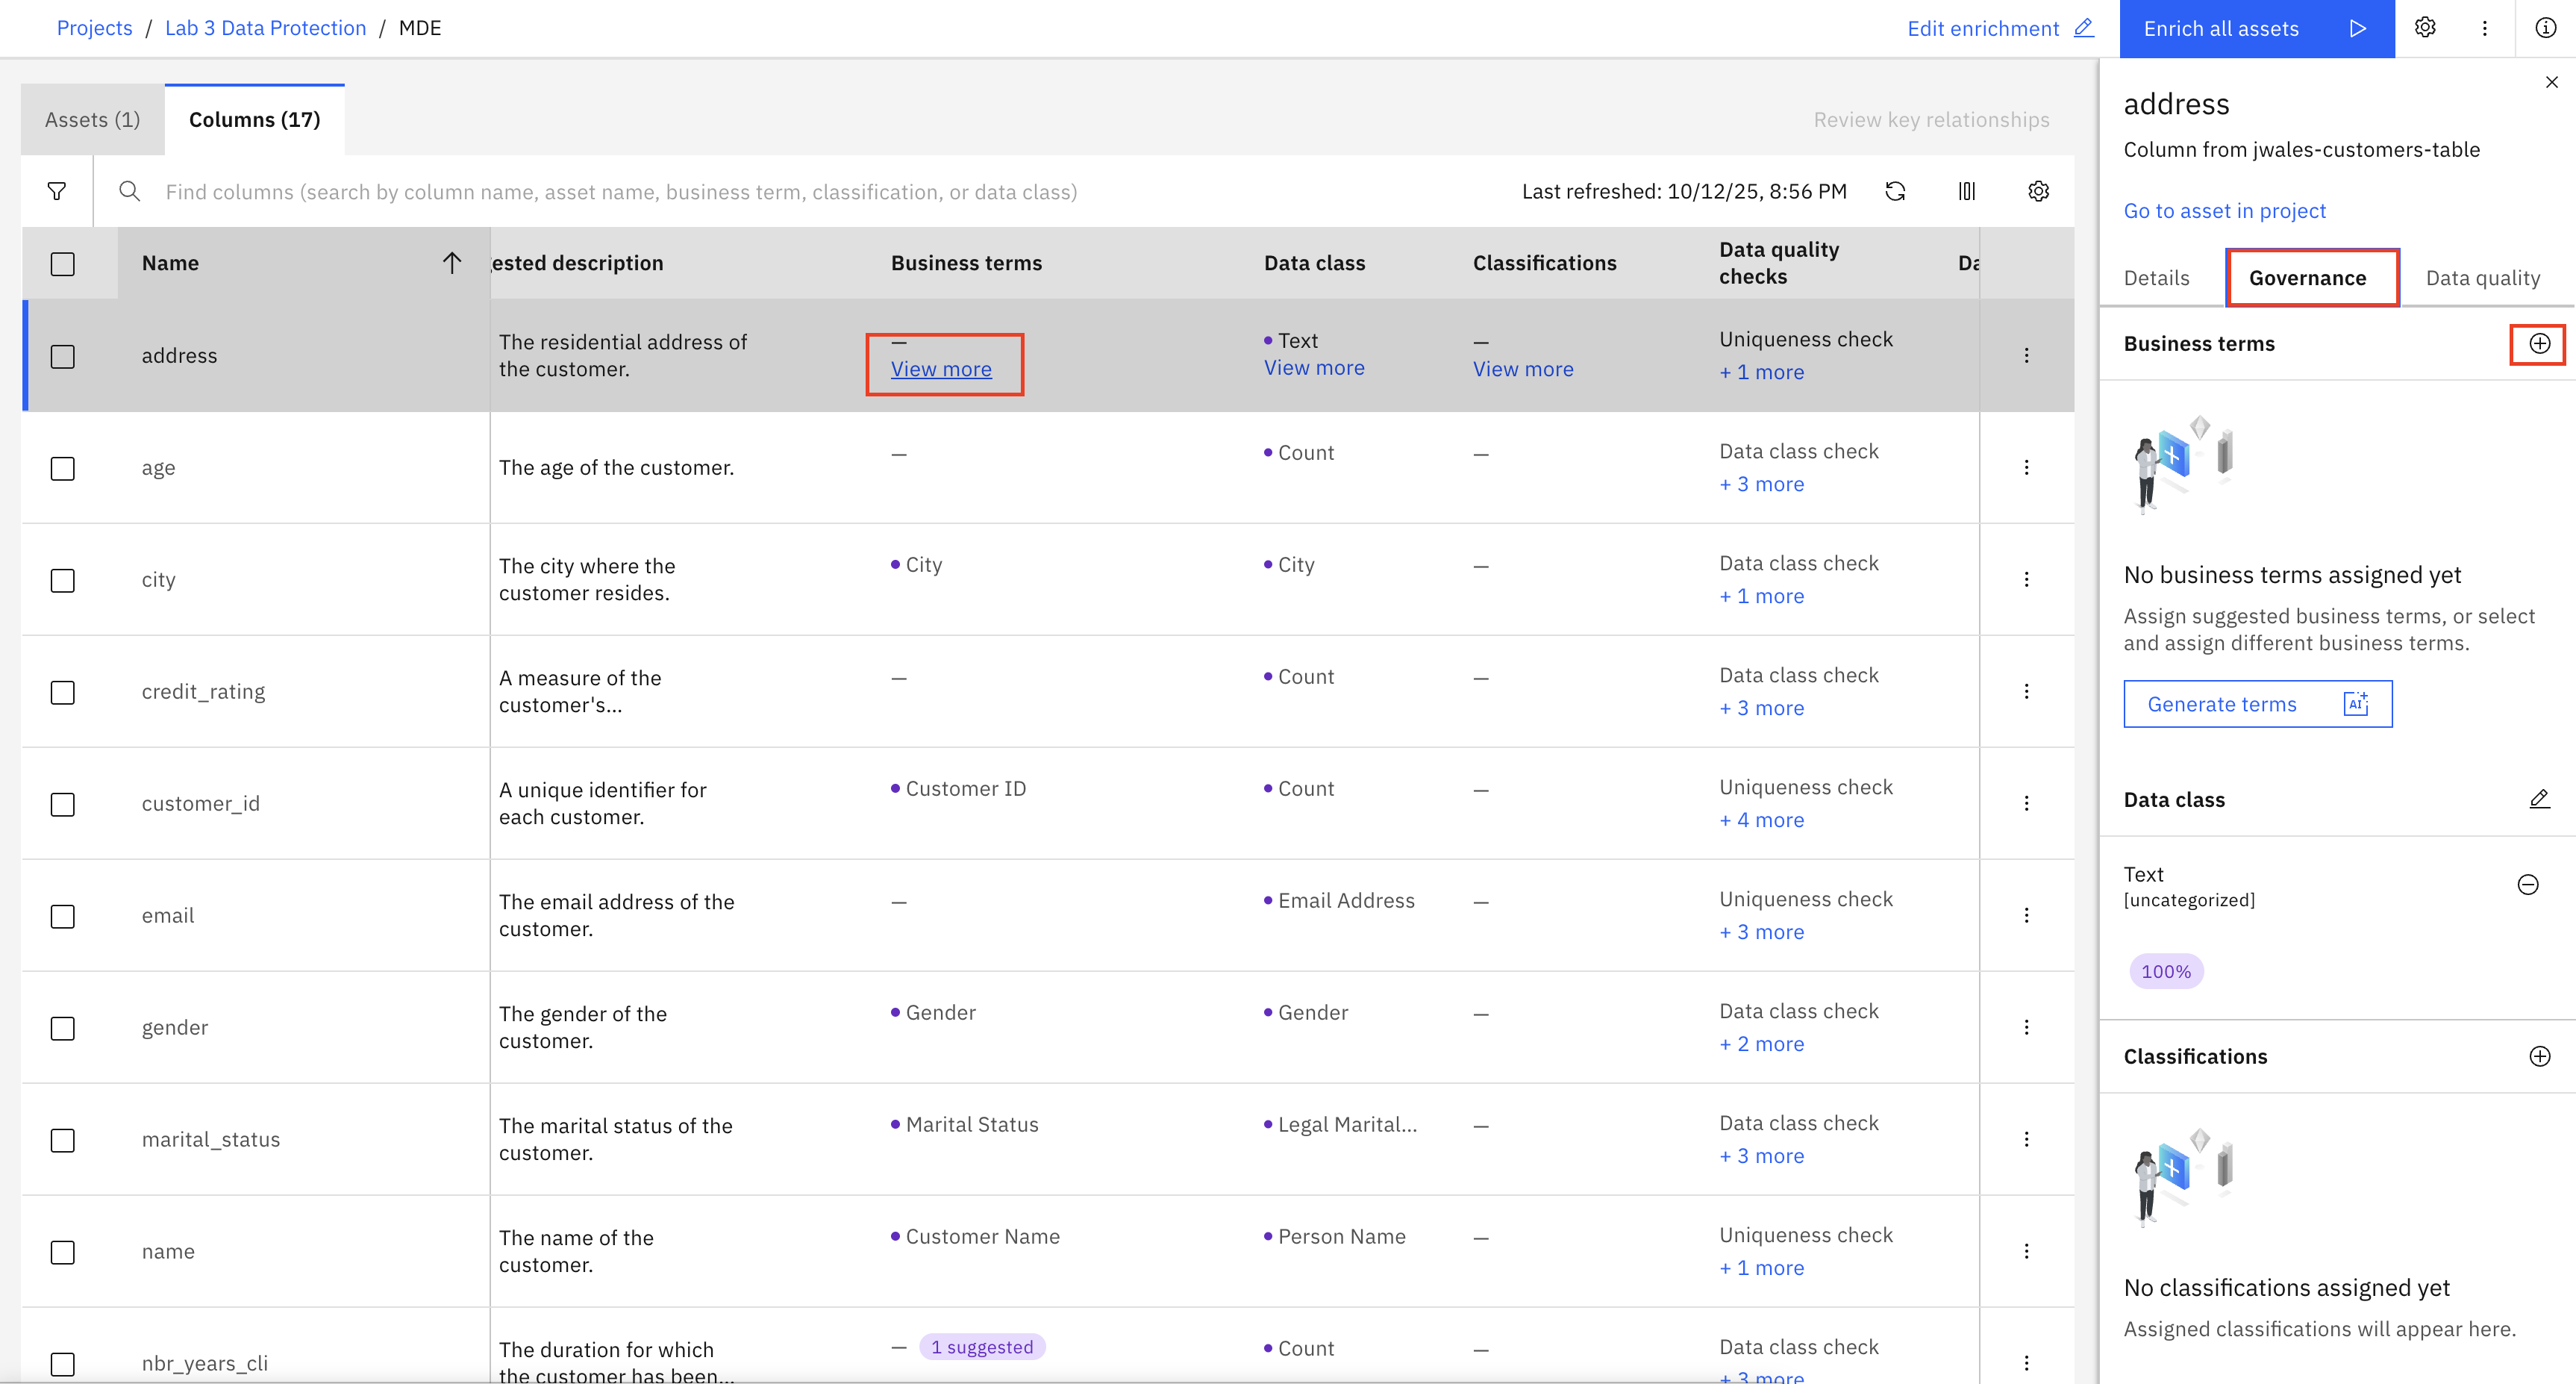 Projects / Lab 3 Data Protection / MDE
Edit enrichment
Enrich all assets
Assets (1)
Columns (17)
Review key relationships
Find columns (search by column name, asset name, business term, classification, or data class)
Last refreshed: 10/12/25, 8:56 PM
Name
ested description
Business terms
Data class
Classifications
Data quality
checks
Da
address
The residential address of
the customer.
—
View more
Text
View more
—
View more
Uniqueness check
+ 1 more
age
The age of the customer.
—
Count
—
Data class check
+ 3 more
city
The city where the
customer resides.
City
City
—
Data class check
+ 1 more
credit_rating
A measure of the
customer's...
—
Count
—
Data class check
+ 3 more
customer_id
A unique identifier for
each customer.
Customer ID
Count
—
Uniqueness check
+ 4 more
email
The email address of the
customer.
—
Email Address
—
Uniqueness check
+ 3 more
gender
The gender of the
customer.
Gender
Gender
—
Data class check
+ 2 more
marital_status
The marital status of the
customer.
Marital Status
Legal Marital...
—
Data class check
+ 3 more
name
The name of the
customer.
Customer Name
Person Name
—
Uniqueness check
+ 1 more
nbr_years_cli
The duration for which
the customer has been...
— 1 suggested
Count
—
Data class check
+ 3 more
address
Column from jwales-customers-table
Go to asset in project
Details
Governance
Data quality
Business terms
No business terms assigned yet
Assign suggested business terms, or select
and assign different business terms.
Generate terms
AI
Data class
Text
[uncategorized]
100%
Classifications
No classifications assigned yet
Assigned classifications will appear here.